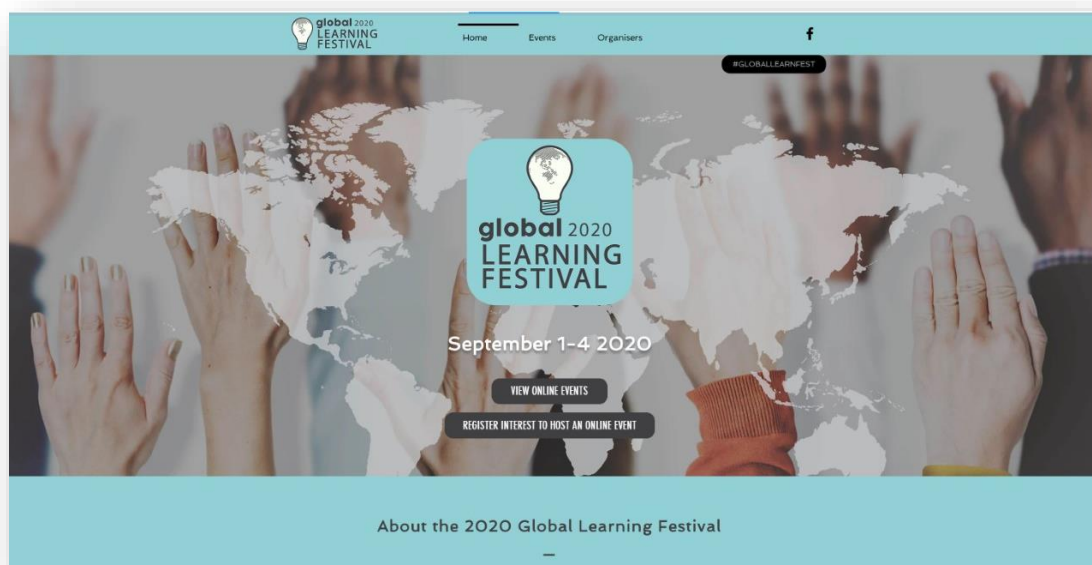 global 2020
LEARNING
FESTIVAL
Home
Events
Organisers
f
#GLOBALLEARNFEST
global 2020
LEARNING
FESTIVAL
September 1-4 2020
VIEW ONLINE EVENTS
REGISTER INTEREST TO HOST AN ONLINE EVENT
About the 2020 Global Learning Festival